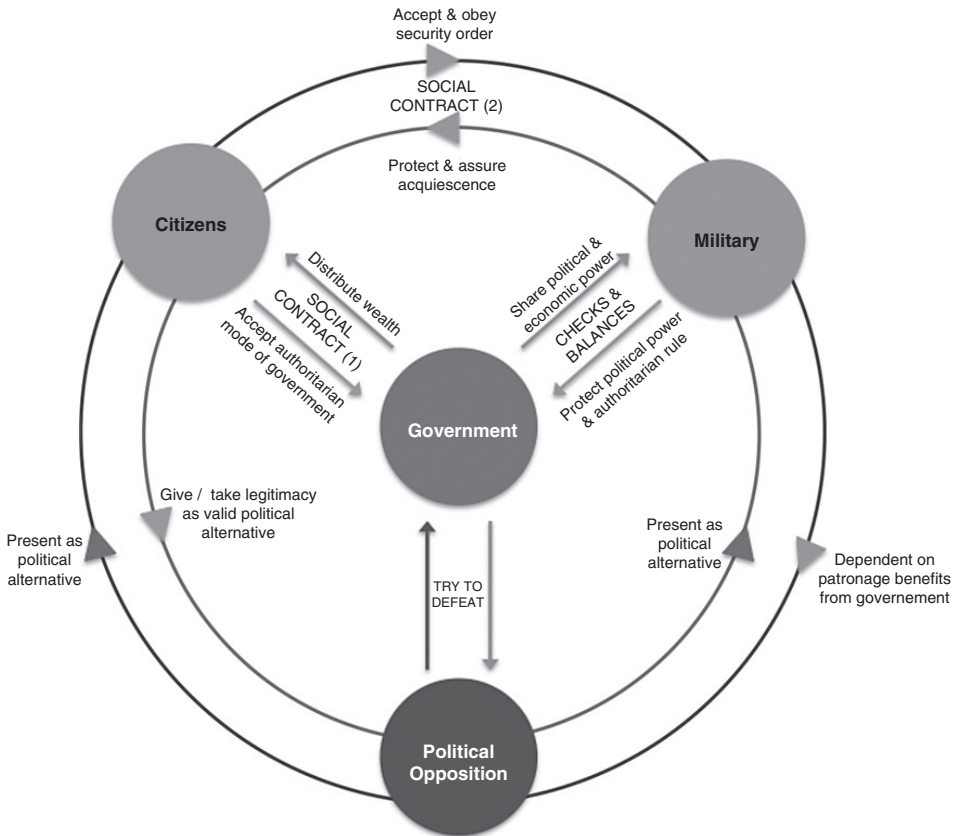 Accept & obey
security order
SOCIAL
CONTRACT (2)
Protect & assure
acquiescence
Citizens
Military
Distribute wealth
SOCIAL
CONTRACT (1)
Accept authoritarian
mode of government
Share political &
economic power
CHECKS &
BALANCES
Protect political power
& authoritarian rule
Government
Give / take legitimacy
as valid political
alternative
Present as
political
alternative
Present as
political
alternative
Dependent on
patronage benefits
from governement
TRY TO
DEFEAT
Political
Opposition